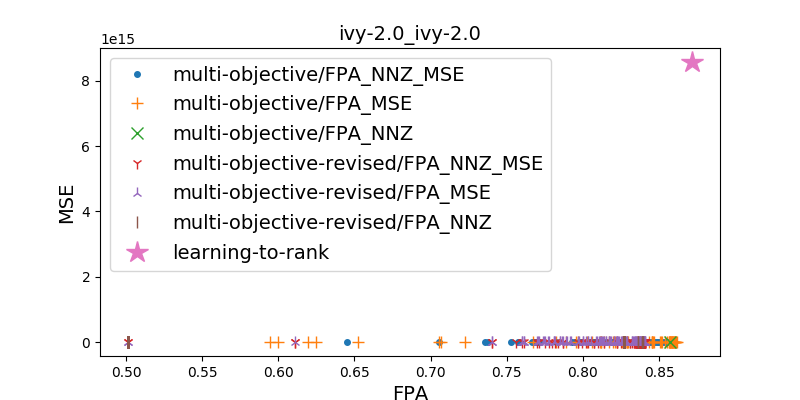 ivy-2.0_ivy-2.0
1e15
8
6
4
2
0
MSE
multi-objective/FPA_NNZ_MSE
multi-objective/FPA_MSE
multi-objective/FPA_NNZ
multi-objective-revised/FPA_NNZ_MSE
multi-objective-revised/FPA_MSE
multi-objective-revised/FPA_NNZ
learning-to-rank
0.50 0.55 0.60 0.65 0.70 0.75 0.80 0.85
FPA